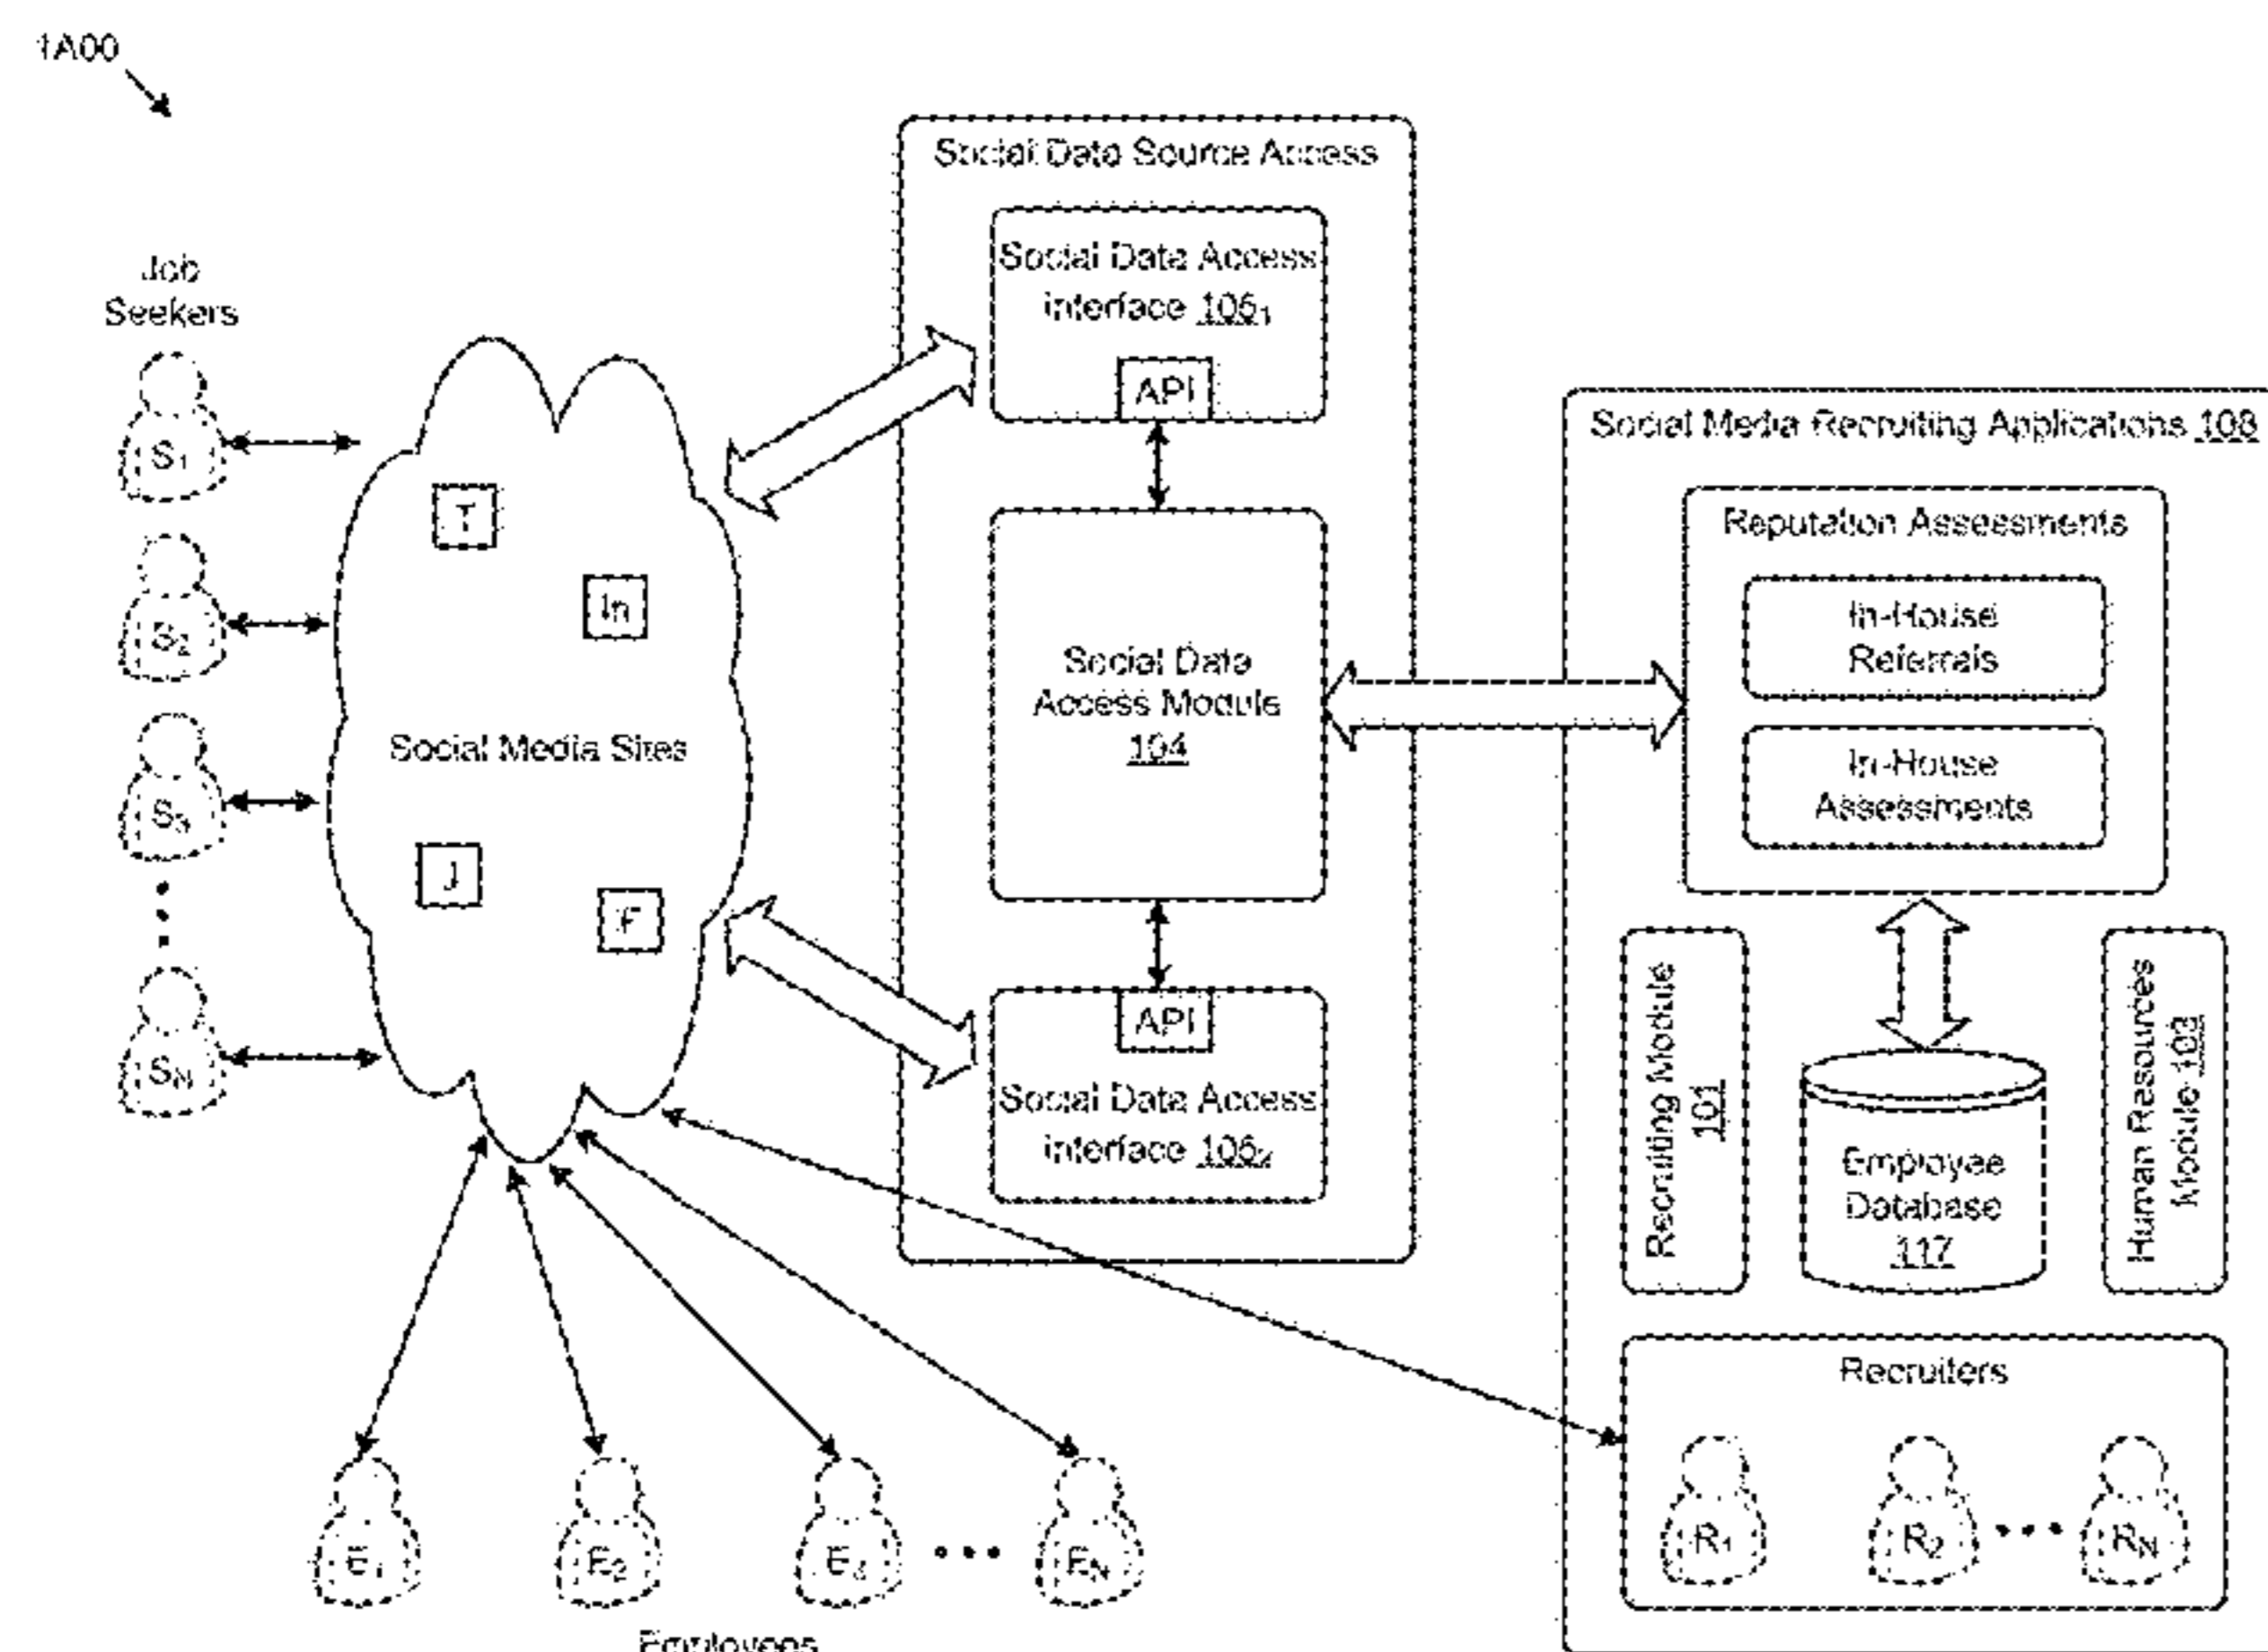 1A00
Job
Seekers
S₁
S₂
S₃
S_N
T
In
Social Media Sites
J
F
Social Data Source Access
Social Data Access
interface 106₁
API
Social Data
Access Module
104
API
Social Data Access
interface 106₂
Social Media Recruiting Applications 108
Reputation Assessments
In-House
Referrals
In-House
Assessments
Recruiting Module
101
Employee
Database
117
Human Resources
Module 103
Recruiters
R₁
R₂
R_N
E₁
E₂
E₃
E_N
Employees